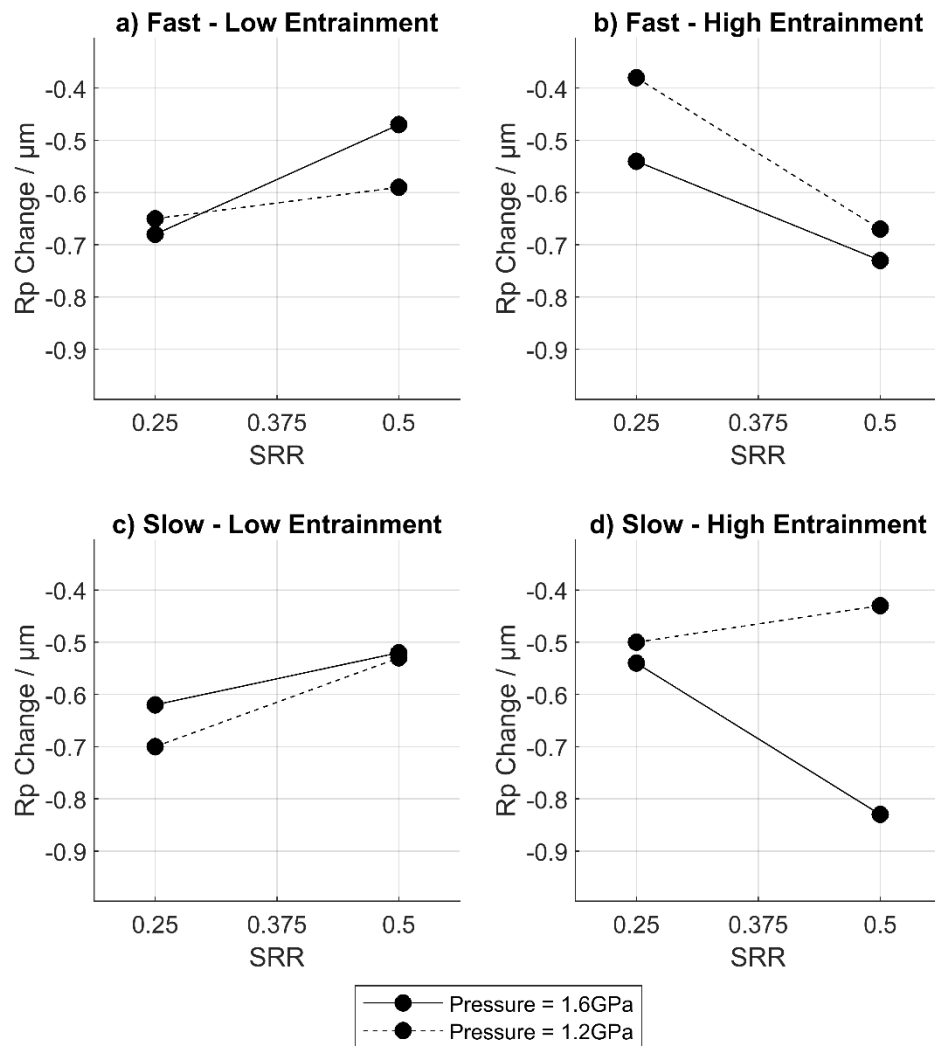 a) Fast - Low Entrainment
-0.4
-0.5
-0.6
-0.7
-0.8
-0.9
Rp Change / µm
0.25 0.375 0.5
SRR
b) Fast - High Entrainment
-0.4
-0.5
-0.6
-0.7
-0.8
-0.9
Rp Change / µm
0.25 0.375 0.5
SRR
c) Slow - Low Entrainment
-0.4
-0.5
-0.6
-0.7
-0.8
-0.9
Rp Change / µm
0.25 0.375 0.5
SRR
d) Slow - High Entrainment
-0.4
-0.5
-0.6
-0.7
-0.8
-0.9
Rp Change / µm
0.25 0.375 0.5
SRR
Pressure = 1.6GPa
Pressure = 1.2GPa